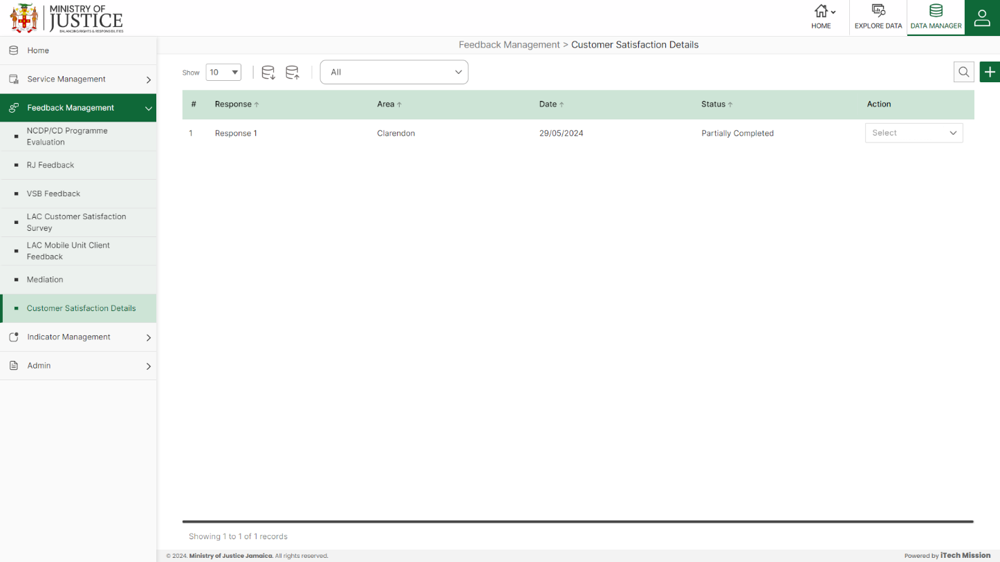 MINISTRY OF
JUSTICE
BALANCING RIGHTS & RESPONSIBILITIES
HOME
EXPLORE DATA
DATA MANAGER
Home
Service Management
Feedback Management
NCDP/CD Programme
Evaluation
RJ Feedback
VSB Feedback
LAC Customer Satisfaction
Survey
LAC Mobile Unit Client
Feedback
Mediation
Customer Satisfaction Details
Indicator Management
Admin
Feedback Management > Customer Satisfaction Details
Show 10 All
# Response Area Date Status Action
1 Response 1 Clarendon 29/05/2024 Partially Completed Select
Showing 1 to 1 of 1 records
© 2024. Ministry of Justice Jamaica. All rights reserved.
Powered by iTech Mission